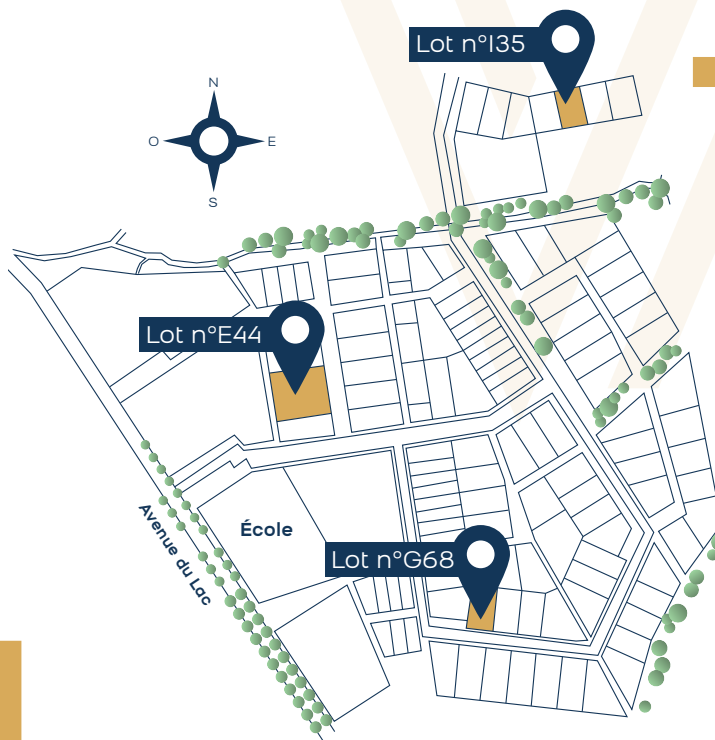 Lot n°I35
N
O
E
S
Lot n°E44
École
Avenue du Lac
Lot n°G68